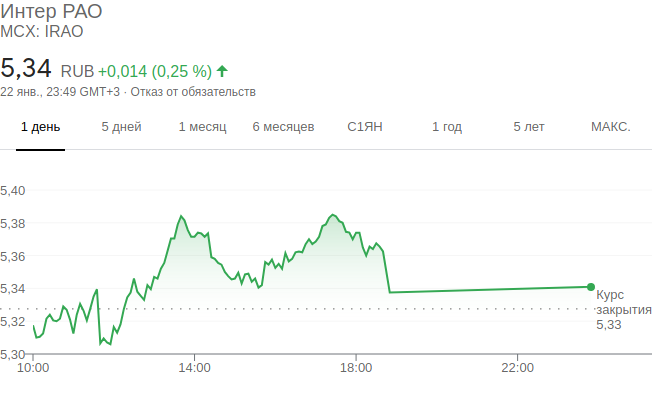 Интер РАО
MCX: IRAO
5,34 RUB +0,014 (0,25 %)
22 янв., 23:49 GMT+3 · Отказ от обязательств
1 день 5 дней 1 месяц 6 месяцев С1ЯН 1 год 5 лет МАКС.
5,40
5,38
5,36
5,34
5,32
5,30
Курс
закрытия
5,33
10:00 14:00 18:00 22:00